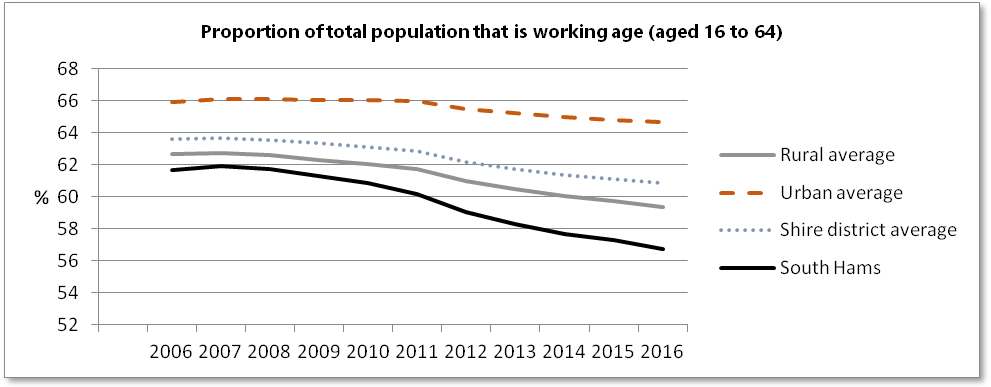 Proportion of total population that is working age (aged 16 to 64)
68
66
64
62
60
58
56
54
52
%
2006 2007 2008 2009 2010 2011 2012 2013 2014 2015 2016
Rural average
Urban average
Shire district average
South Hams